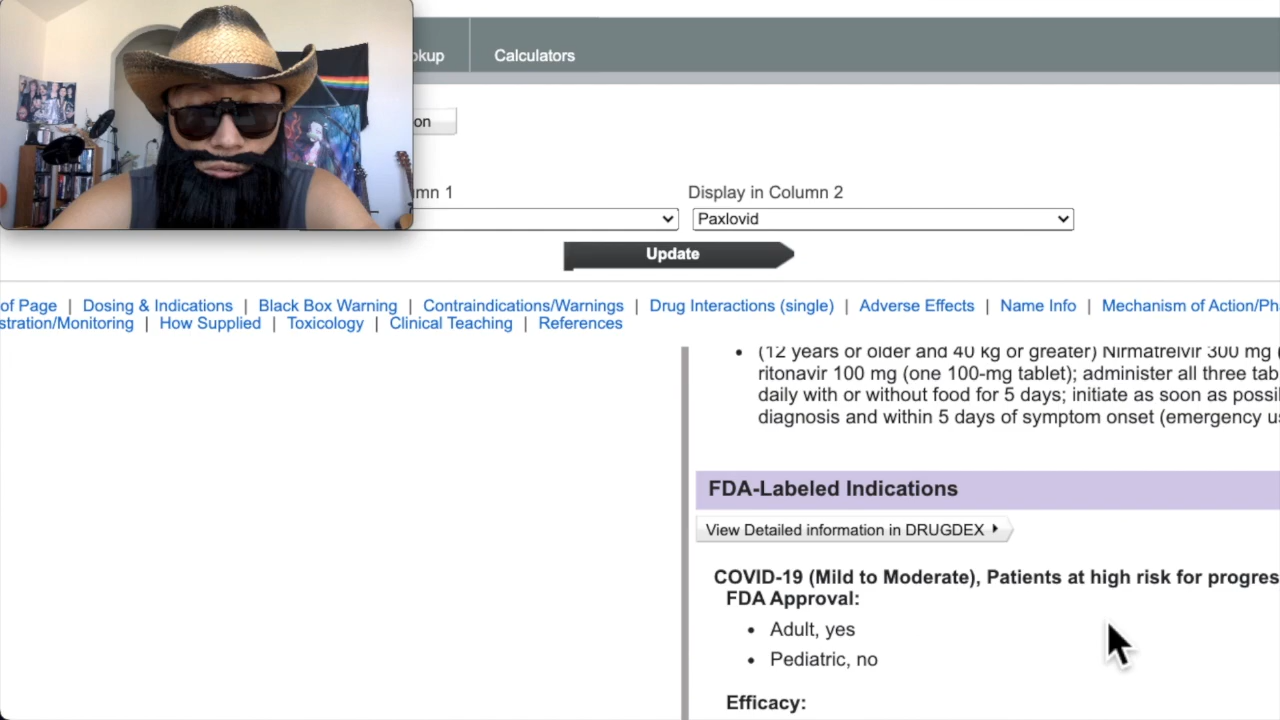 okup
Calculators
on
mn 1
Display in Column 2
Paxlovid
Update
of Page | Dosing & Indications | Black Box Warning | Contraindications/Warnings | Drug Interactions (single) | Adverse Effects | Name Info | Mechanism of Action/Ph
stration/Monitoring | How Supplied | Toxicology | Clinical Teaching | References
• (12 years or older and 40 kg or greater) Nirmatrelvir 300 mg (
ritonavir 100 mg (one 100-mg tablet); administer all three tab
daily with or without food for 5 days; initiate as soon as possi
diagnosis and within 5 days of symptom onset (emergency us
FDA-Labeled Indications
View Detailed information in DRUGDEX
COVID-19 (Mild to Moderate), Patients at high risk for progres
FDA Approval:
• Adult, yes
• Pediatric, no
Efficacy: